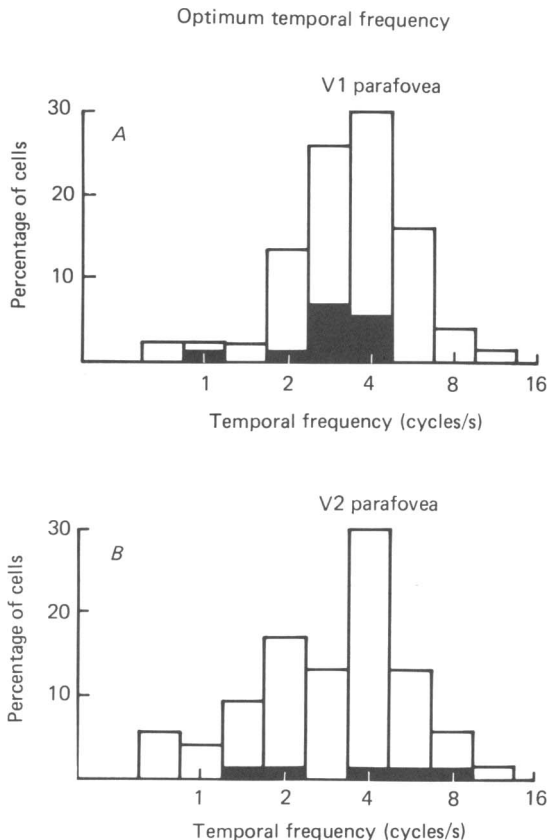 Optimum temporal frequency
V1 parafovea
A
Percentage of cells
30
20
10
1 2 4 8 16
Temporal frequency (cycles/s)
V2 parafovea
B
Percentage of cells
30
20
10
1 2 4 8 16
Temporal frequency (cycles/s)